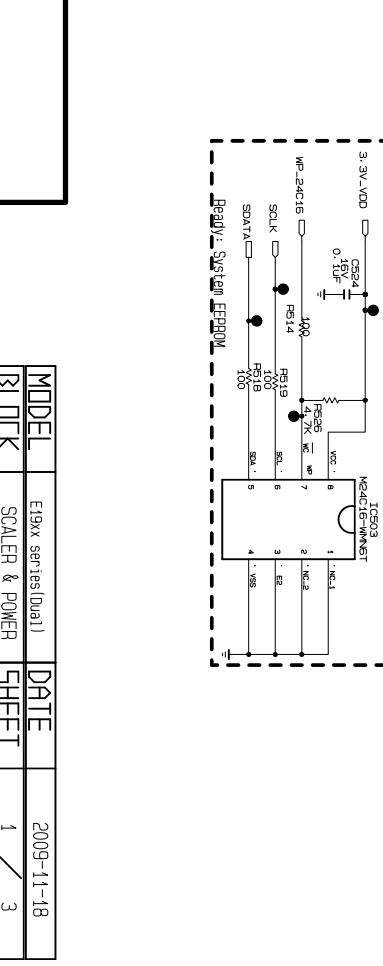 3.3V_VDD
C524
16V
0.1uF
WP_24C16
R514
100
R526
4.7K
SCLK
R519
100
SDATA
R518
100
Ready: System EEPROM
IC503
M24C16-WMN6T
VCC 8
1 NC_1
WC WP 7
2 NC_2
SCL 6
3 E2
SDA 5
4 VSS
MODEL E19xx series(Dual) DATE 2009-11-18
BLOCK SCALER & POWER SHEET 1 / 3